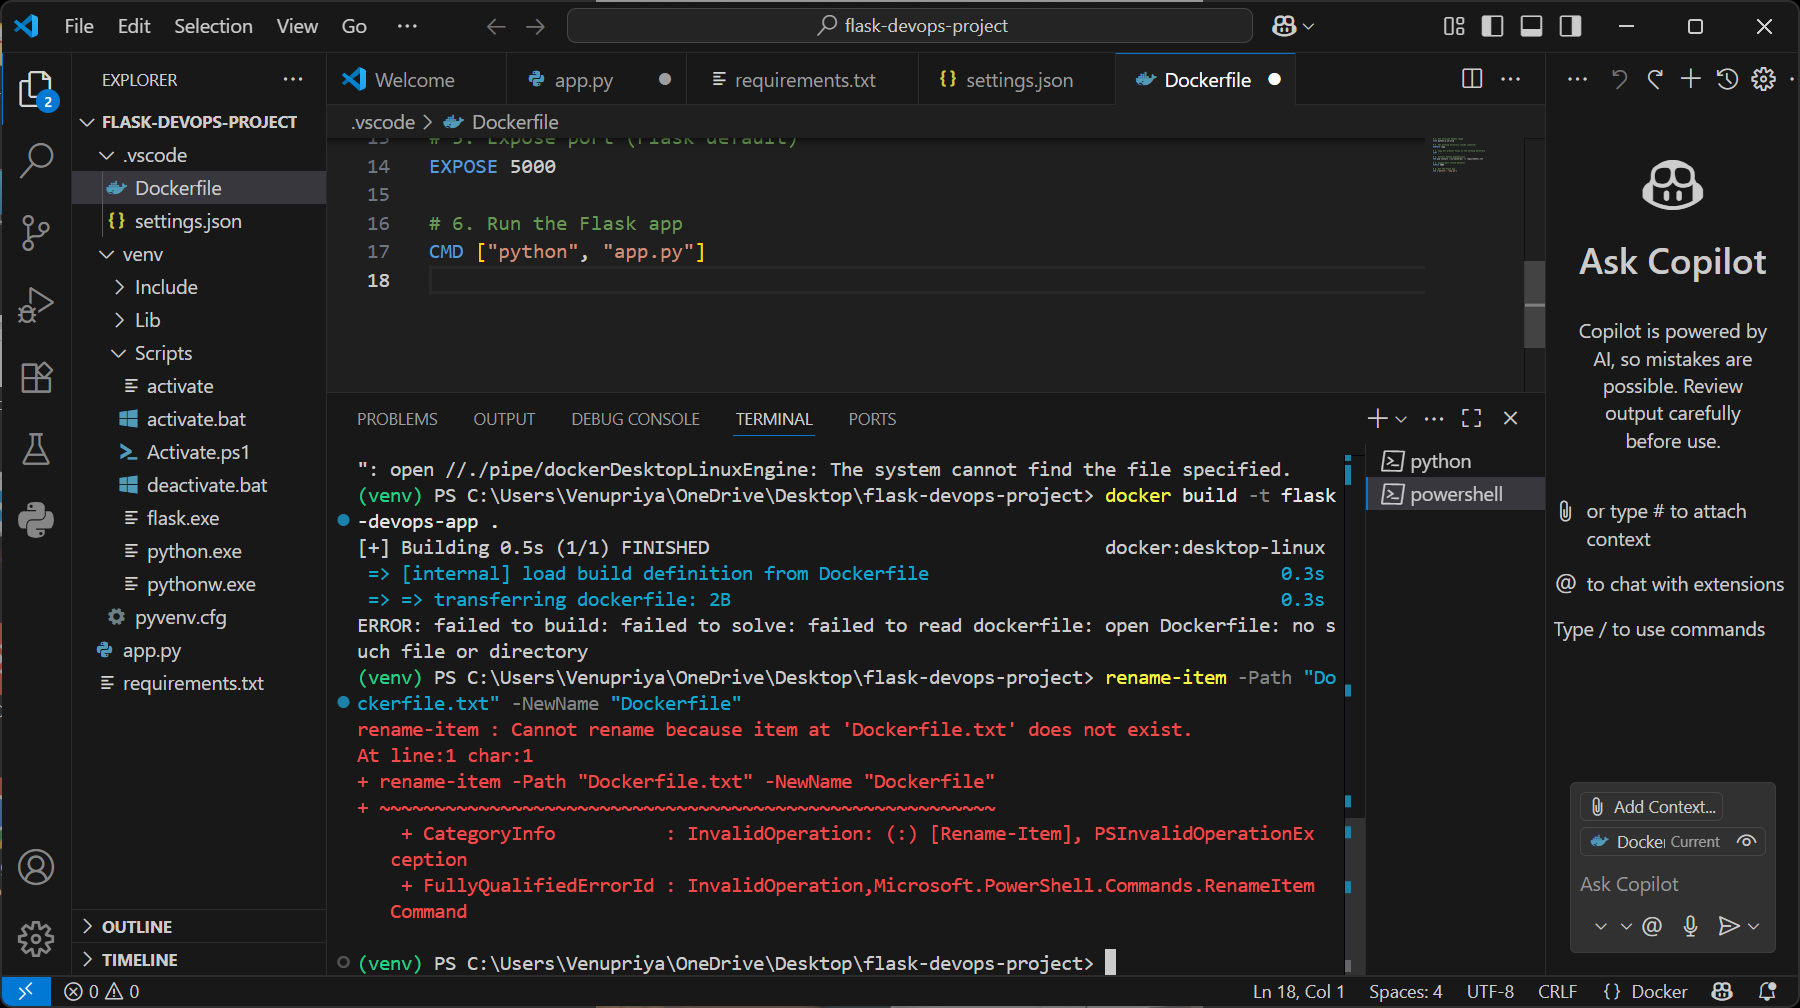 File Edit Selection View Go ···
flask-devops-project
EXPLORER
Welcome
app.py
requirements.txt
settings.json
Dockerfile
2
FLASK-DEVOPS-PROJECT
.vscode
Dockerfile
settings.json
venv
Include
Lib
Scripts
activate
activate.bat
Activate.ps1
deactivate.bat
flask.exe
python.exe
pythonw.exe
pyvenv.cfg
app.py
requirements.txt
OUTLINE
TIMELINE
.vscode > Dockerfile
13 # 5. Expose port (Flask default)
14 EXPOSE 5000
15
16 # 6. Run the Flask app
17 CMD ["python", "app.py"]
18
PROBLEMS OUTPUT DEBUG CONSOLE TERMINAL PORTS
": open //./pipe/dockerDesktopLinuxEngine: The system cannot find the file specified.
(venv) PS C:\Users\Venupriya\OneDrive\Desktop\flask-devops-project> docker build -t flask
-devops-app .
[+] Building 0.5s (1/1) FINISHED docker:desktop-linux
=> [internal] load build definition from Dockerfile 0.3s
=> => transferring dockerfile: 2B 0.3s
ERROR: failed to build: failed to solve: failed to read dockerfile: open Dockerfile: no s
uch file or directory
(venv) PS C:\Users\Venupriya\OneDrive\Desktop\flask-devops-project> rename-item -Path "Do
ckerfile.txt" -NewName "Dockerfile"
rename-item : Cannot rename because item at 'Dockerfile.txt' does not exist.
At line:1 char:1
+ rename-item -Path "Dockerfile.txt" -NewName "Dockerfile"
+ ~~~~~~~~~~~~~~~~~~~~~~~~~~~~~~~~~~~~~~~~~~~~~~~~~~~~~~~~
+ CategoryInfo : InvalidOperation: (:) [Rename-Item], PSInvalidOperationEx
ception
+ FullyQualifiedErrorId : InvalidOperation,Microsoft.PowerShell.Commands.RenameItem
Command
(venv) PS C:\Users\Venupriya\OneDrive\Desktop\flask-devops-project>
python
powershell
Ask Copilot
Copilot is powered by
AI, so mistakes are
possible. Review
output carefully
before use.
or type # to attach
context
@ to chat with extensions
Type / to use commands
Add Context...
Docker Current
Ask Copilot
@
0 0
Ln 18, Col 1 Spaces: 4 UTF-8 CRLF {} Docker